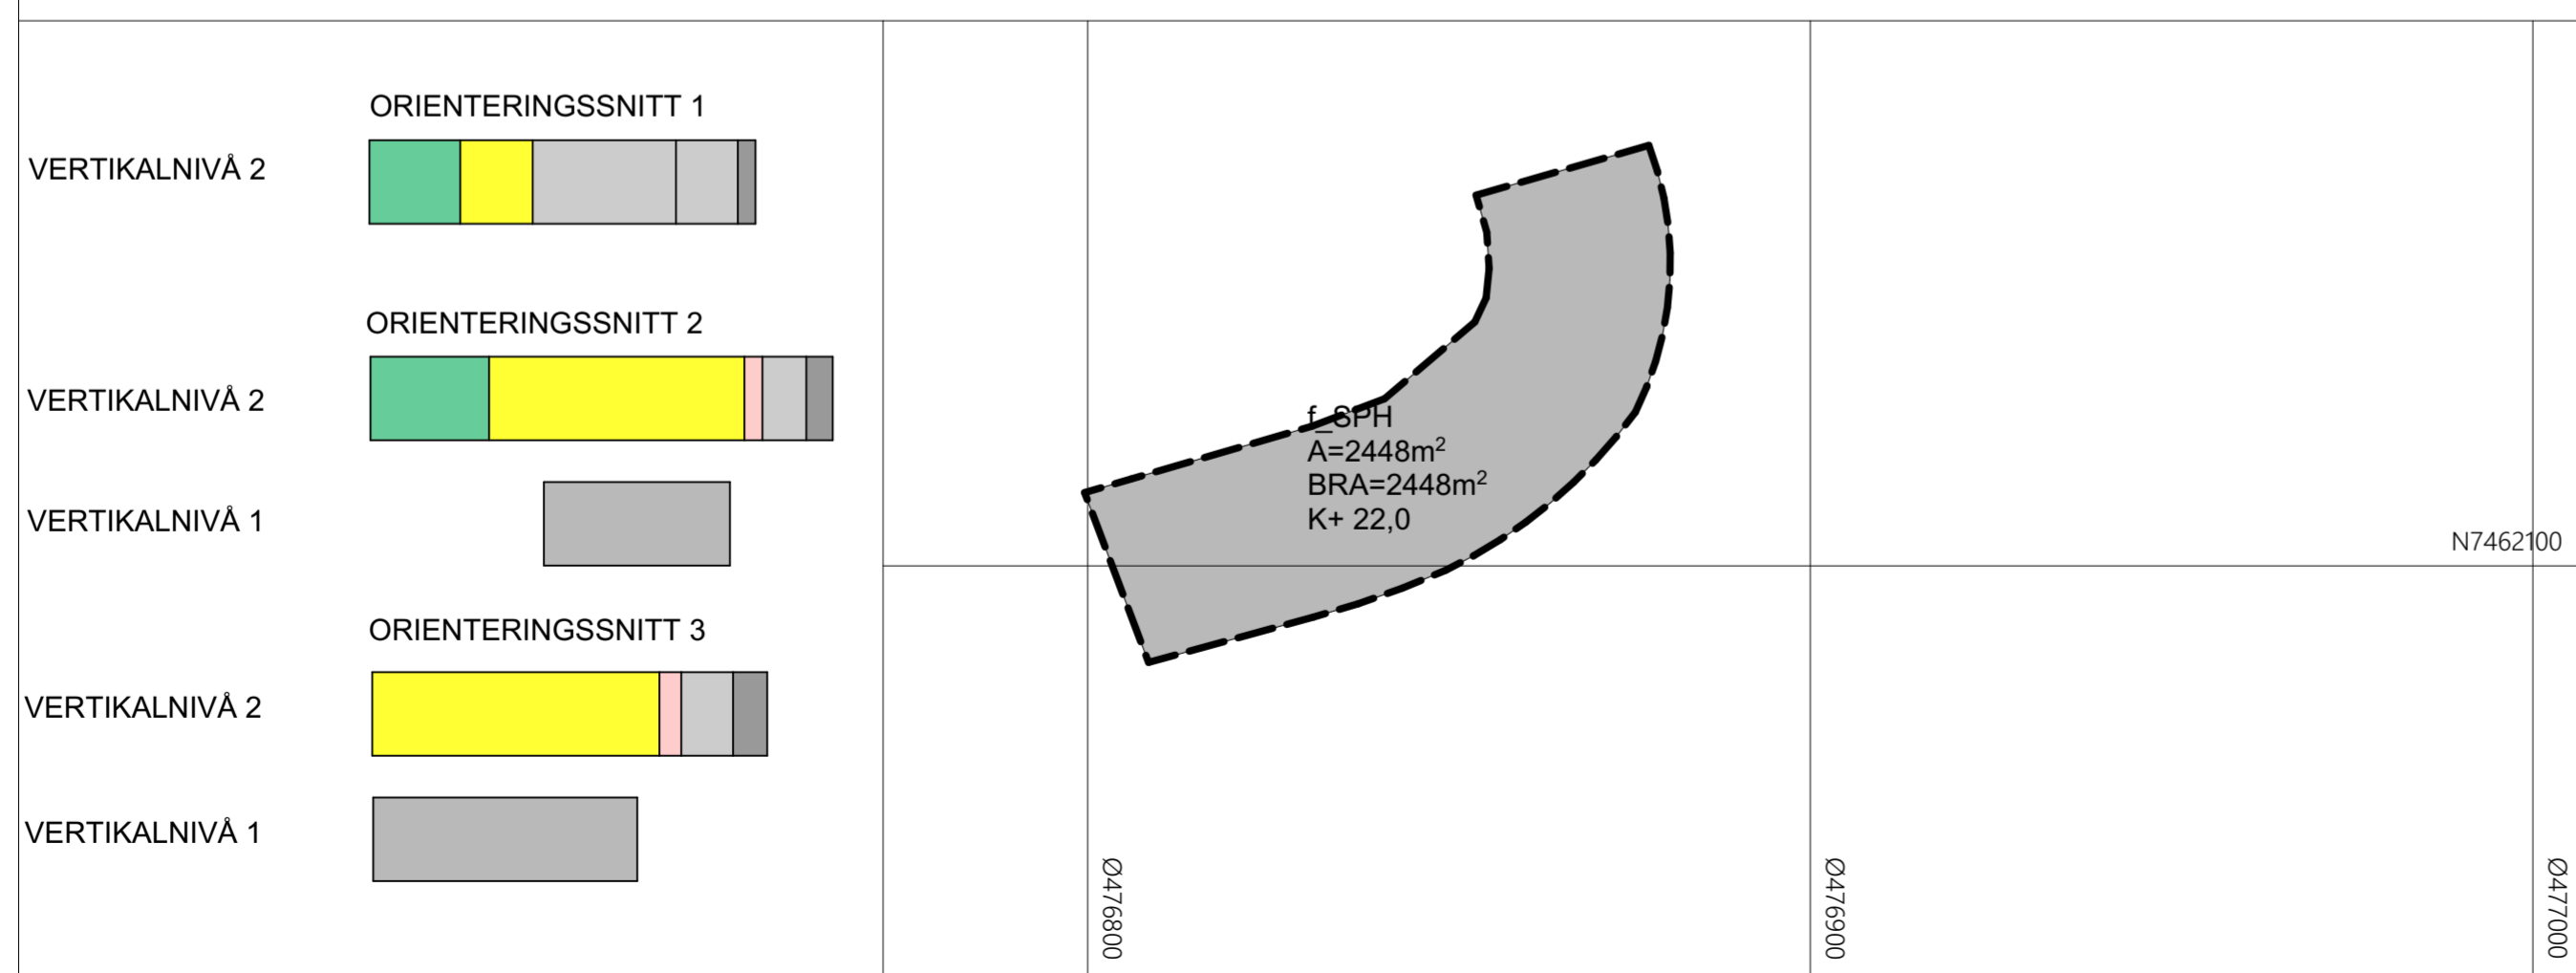 ORIENTERINGSSNITT 1
VERTIKALNIVÅ 2
ORIENTERINGSSNITT 2
VERTIKALNIVÅ 2
VERTIKALNIVÅ 1
ORIENTERINGSSNITT 3
VERTIKALNIVÅ 2
VERTIKALNIVÅ 1
f_SPH
A=2448m²
BRA=2448m²
K+ 22,0
N7462100
Ø476800
Ø476900
Ø477000